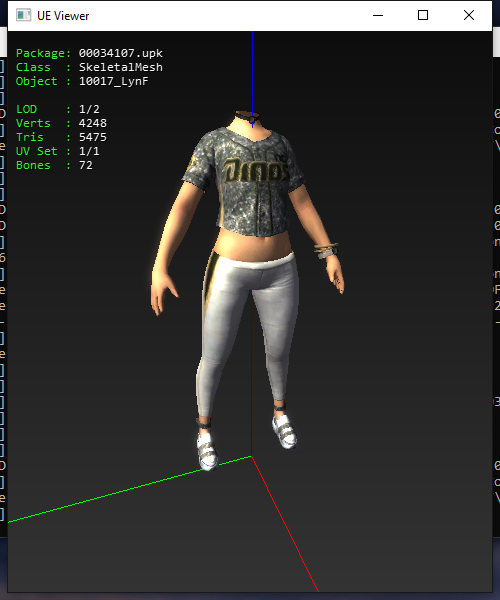 UE Viewer
Package: 00034107.upk
Class : SkeletalMesh
Object : 10017_LynF
LOD : 1/2
Verts : 4248
Tris : 5475
UV Set : 1/1
Bones : 72
Dinos